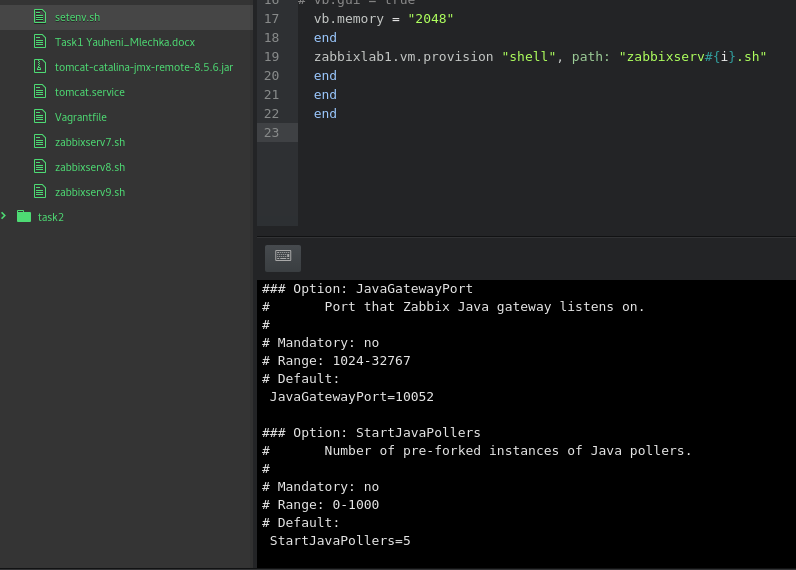 setenv.sh
Task1 Yauheni_Mlechka.docx
tomcat-catalina-jmx-remote-8.5.6.jar
tomcat.service
Vagrantfile
zabbixserv7.sh
zabbixserv8.sh
zabbixserv9.sh
task2
16 # vb.gui = true
17 vb.memory = "2048"
18 end
19 zabbixlab1.vm.provision "shell", path: "zabbixserv#{i}.sh"
20 end
21 end
22 end
23
### Option: JavaGatewayPort
# Port that Zabbix Java gateway listens on.
#
# Mandatory: no
# Range: 1024-32767
# Default:
JavaGatewayPort=10052
### Option: StartJavaPollers
# Number of pre-forked instances of Java pollers.
#
# Mandatory: no
# Range: 0-1000
# Default:
StartJavaPollers=5